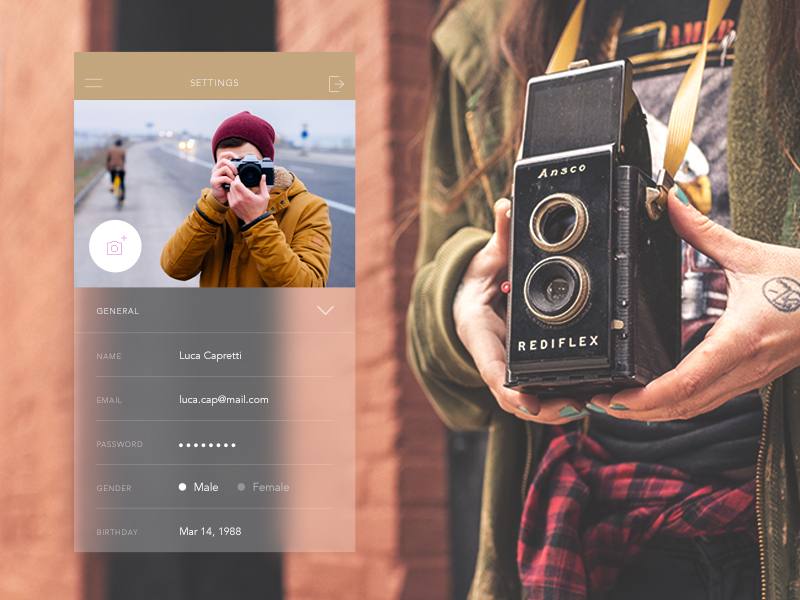 SETTINGS
GENERAL
NAME Luca Capretti
EMAIL luca.cap@mail.com
PASSWORD ••••••••
GENDER Male Female
BIRTHDAY Mar 14, 1988
Ansco
REDIFLEX